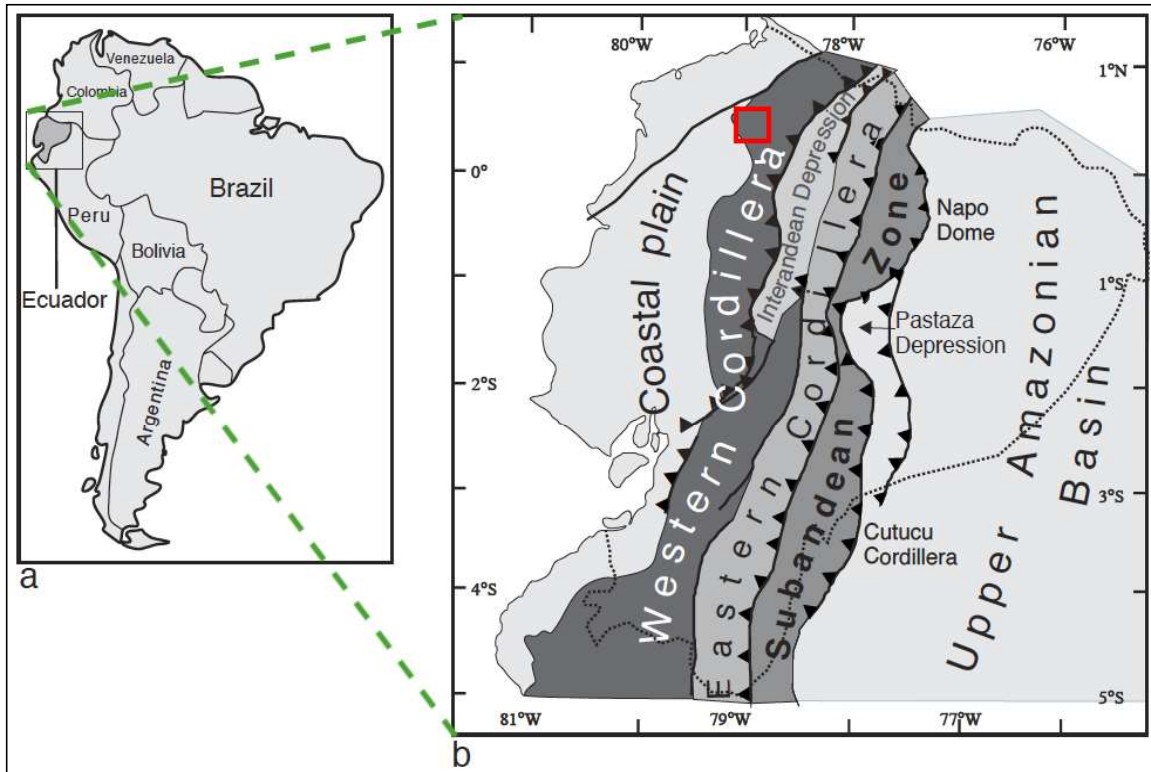 Venezuela
Colombia
Brazil
Peru
Bolivia
Ecuador
Argentina
a
80°W
78°W
76°W
1°N
0°
1°S
2°S
3°S
4°S
5°S
81°W
79°W
77°W
Coastal plain
Western Cordillera
Interandean Depression
Eastern Cordillera
Subandean Zone
Napo
Dome
Pastaza
Depression
Cutucu
Cordillera
Upper Amazonian
Basin
b